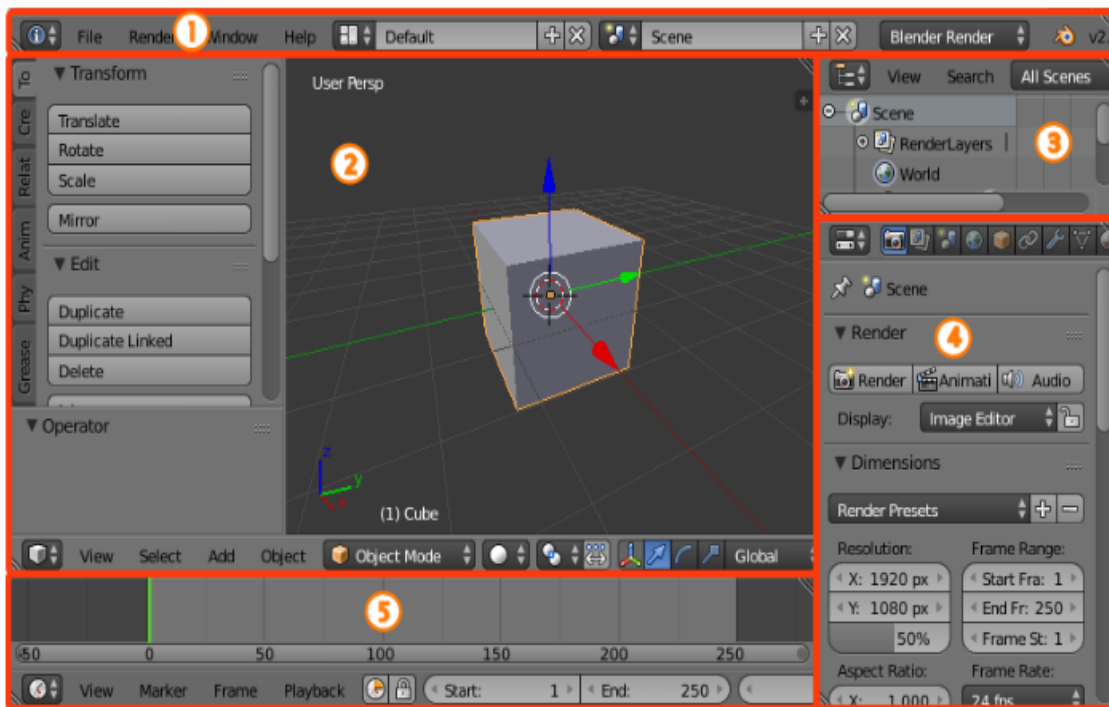 1
File Render Window Help Default Scene Blender Render v2.
To
Cre
Relat
Anim
Phy
Grease
Transform
Translate
Rotate
Scale
Mirror
Edit
Duplicate
Duplicate Linked
Delete
Operator
User Persp
2
z
y
x
(1) Cube
View Select Add Object Object Mode Global
View Search All Scenes
Scene
RenderLayers
3
World
Scene
Render
4
Render Animati Audio
Display: Image Editor
Dimensions
Render Presets
Resolution: Frame Range:
X: 1920 px Start Fra: 1
Y: 1080 px End Fr: 250
50% Frame St: 1
Aspect Ratio: Frame Rate:
X: 1.000 24 fps
5
-50 0 50 100 150 200 250
View Marker Frame Playback Start: 1 End: 250